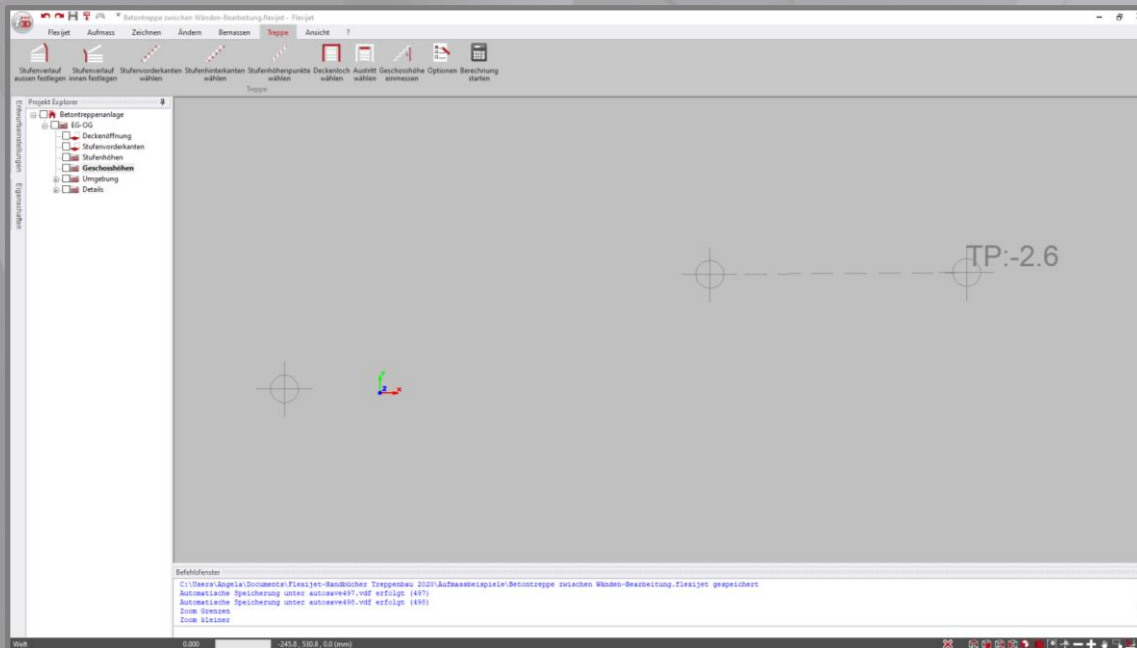 Betontreppe zwischen Wänden-Bearbeitung.flexijet - Flexijet
Flexijet Aufmass Zeichnen Ändern Bemassen Treppe Ansicht ?
Stufenverlauf aussen festlegen
Stufenverlauf innen festlegen
Stufenvorderkanten wählen
Stufenhinterkanten wählen
Stufenhöhenpunkte wählen
Deckenloch wählen
Austritt wählen
Geschosshöhe einmessen
Optionen
Berechnung starten
Treppe
Entwurfseinstellungen
Eigenschaften
Projekt Explorer
Betontreppenanlage
EG-OG
Deckenöffnung
Stufenvorderkanten
Stufenhöhen
Geschosshöhen
Umgebung
Details
TP:-2.6
Z X
Befehlsfenster
C:\Users\Angela\Documents\Flexijet-Handbücher Treppenbau 2020\Aufmassbeispiele\Betontreppe zwischen Wänden-Bearbeitung.flexijet gespeichert
Automatische Speicherung unter autosave497.vdf erfolgt (497)
Automatische Speicherung unter autosave498.vdf erfolgt (498)
Zoom Grenzen
Zoom kleiner
Welt 0.000 -245.8, 530.8, 0.0 (mm)